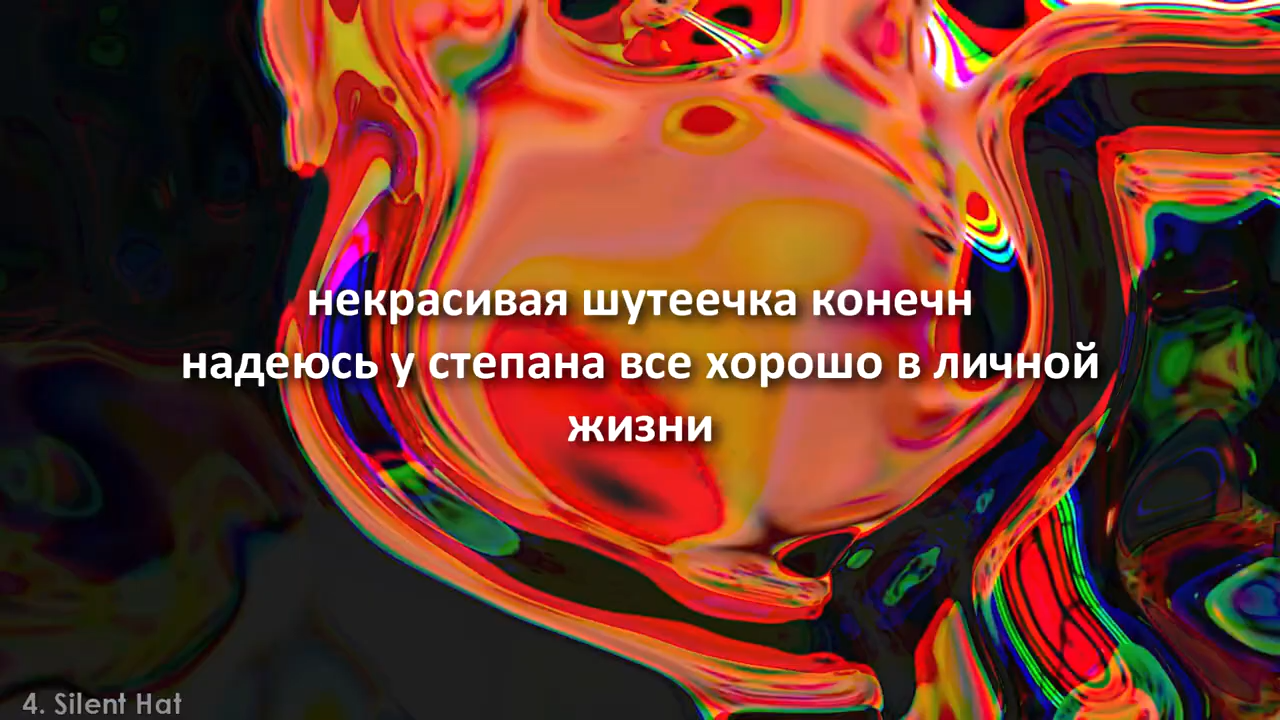 некрасивая шутеечка конечн
надеюсь у степана все хорошо в личной
жизни
4. Silent Hat